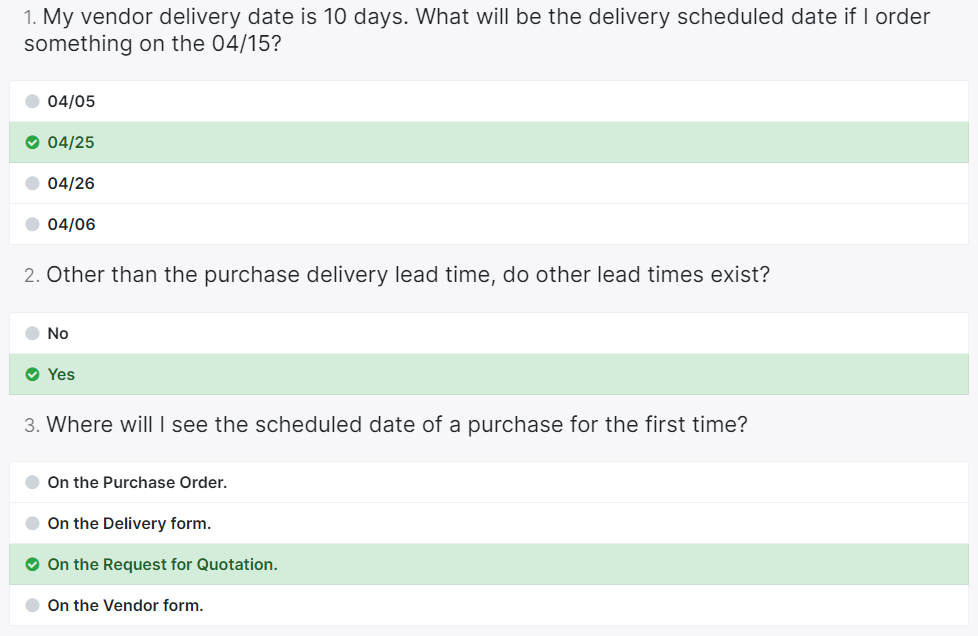 1. My vendor delivery date is 10 days. What will be the delivery scheduled date if I order
something on the 04/15?
04/05
04/25
04/26
04/06
2. Other than the purchase delivery lead time, do other lead times exist?
No
Yes
3. Where will I see the scheduled date of a purchase for the first time?
On the Purchase Order.
On the Delivery form.
On the Request for Quotation.
On the Vendor form.